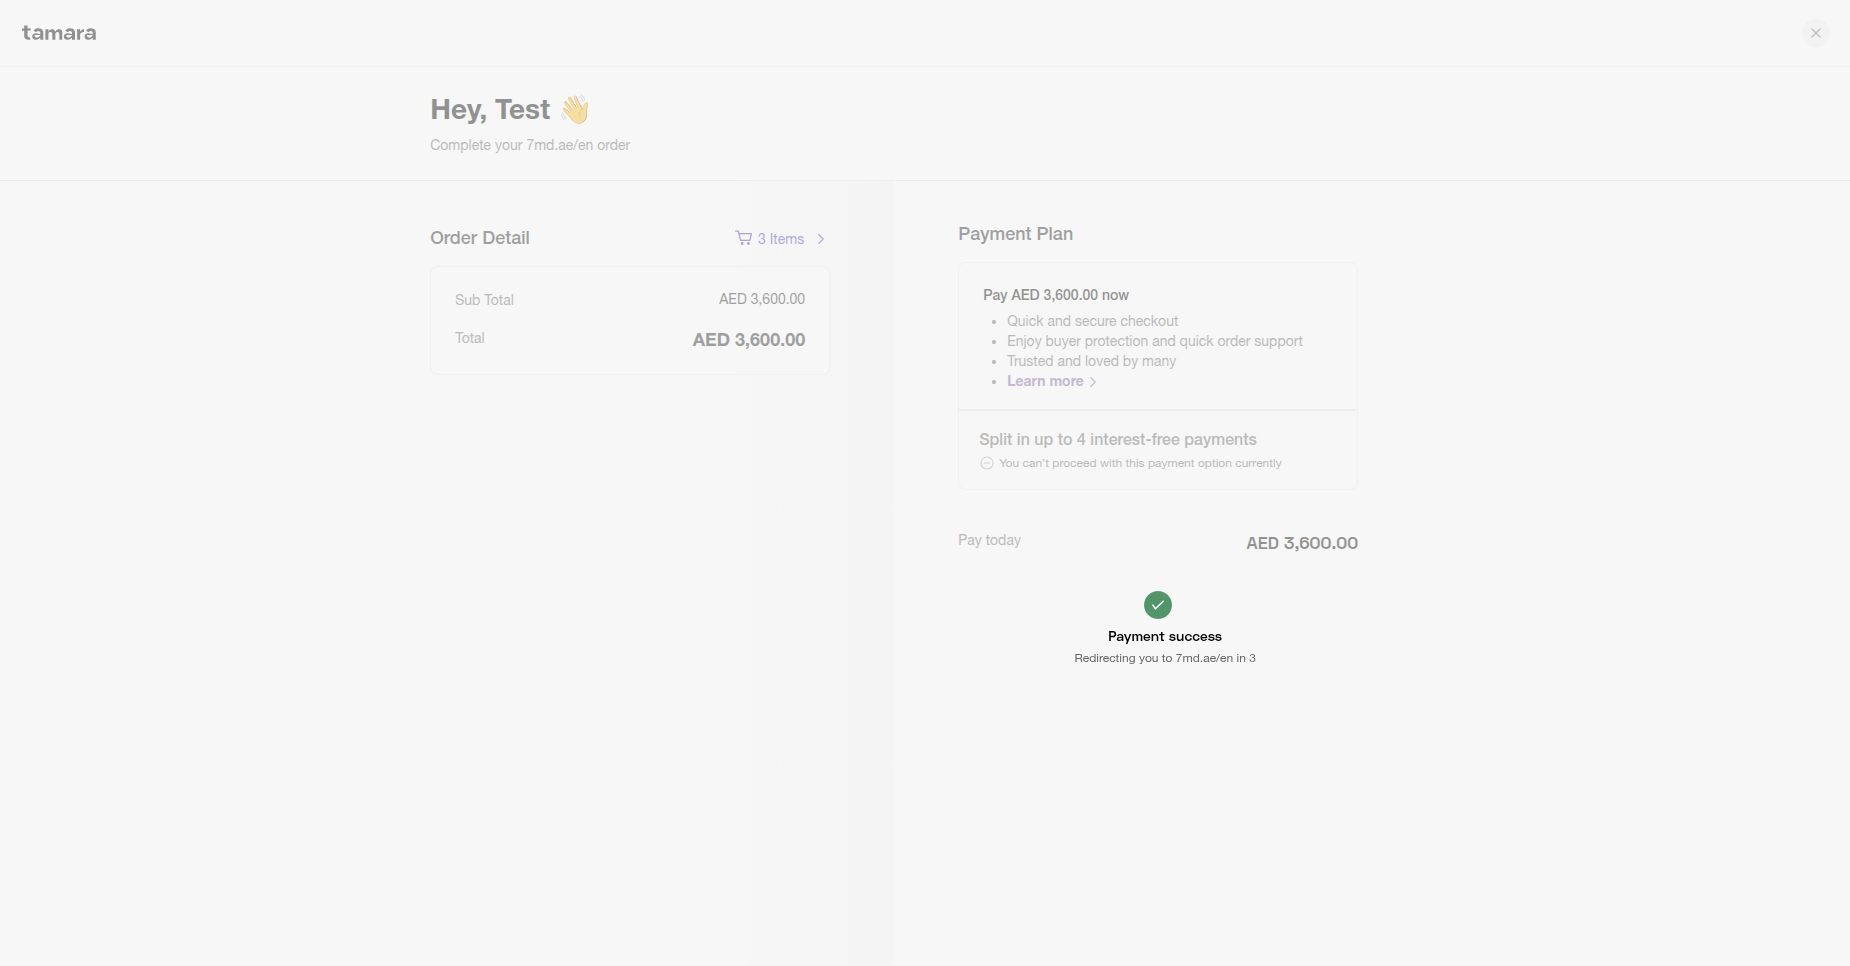 tamara
Hey, Test 👋
Complete your 7md.ae/en order
Order Detail
3 Items
Sub Total
AED 3,600.00
Total
AED 3,600.00
Payment Plan
Pay AED 3,600.00 now
• Quick and secure checkout
• Enjoy buyer protection and quick order support
• Trusted and loved by many
• Learn more
Split in up to 4 interest-free payments
You can't proceed with this payment option currently
Pay today
AED 3,600.00
Payment success
Redirecting you to 7md.ae/en in 3